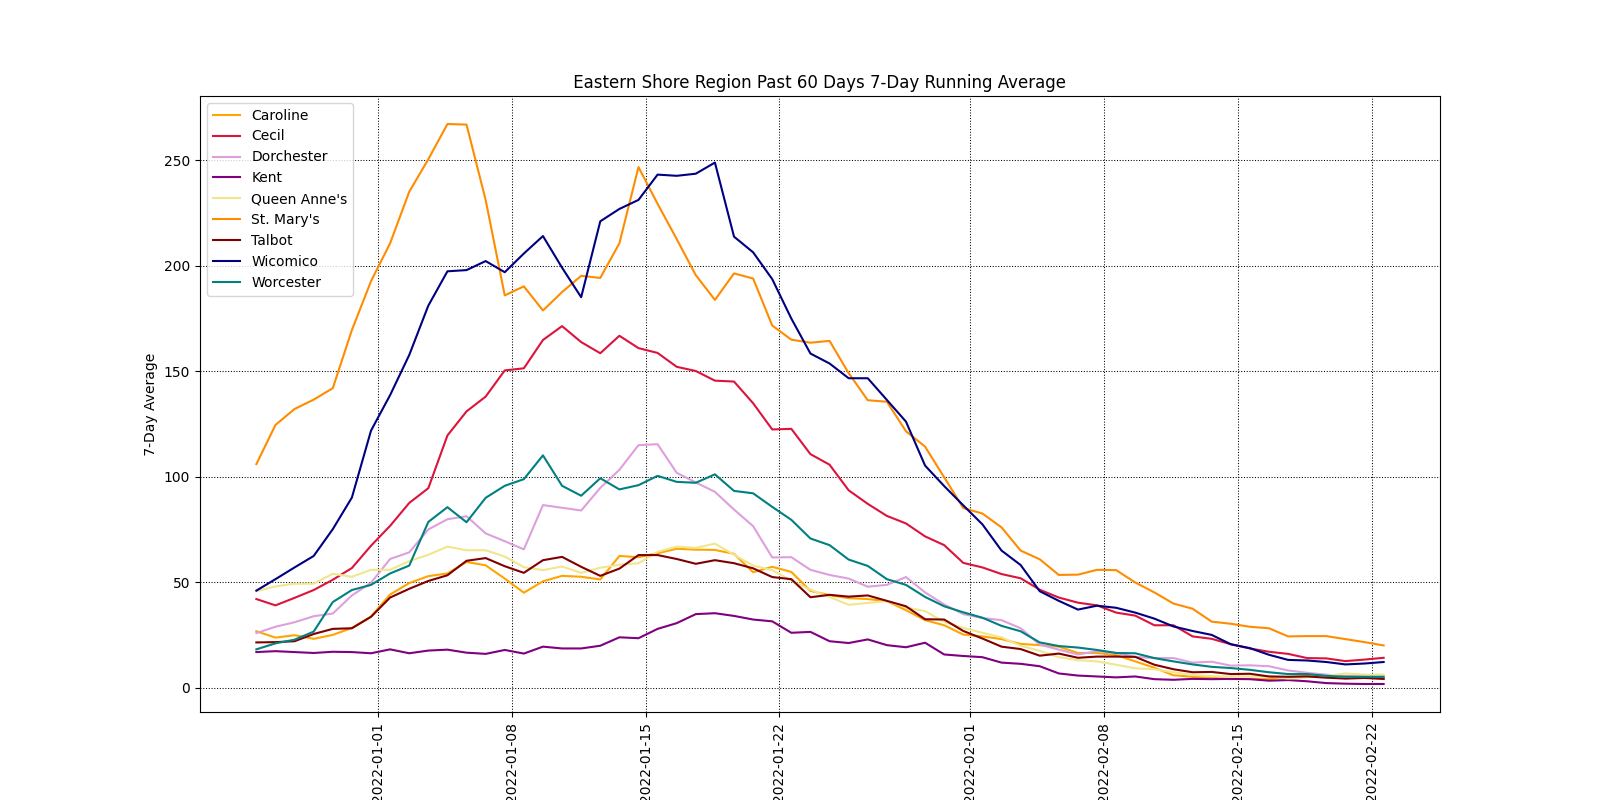 Eastern Shore Region Past 60 Days 7-Day Running Average
Caroline
Cecil
Dorchester
Kent
Queen Anne's
St. Mary's
Talbot
Wicomico
Worcester
7-Day Average
250
200
150
100
50
0
2022-01-01
2022-01-08
2022-01-15
2022-01-22
2022-02-01
2022-02-08
2022-02-15
2022-02-22